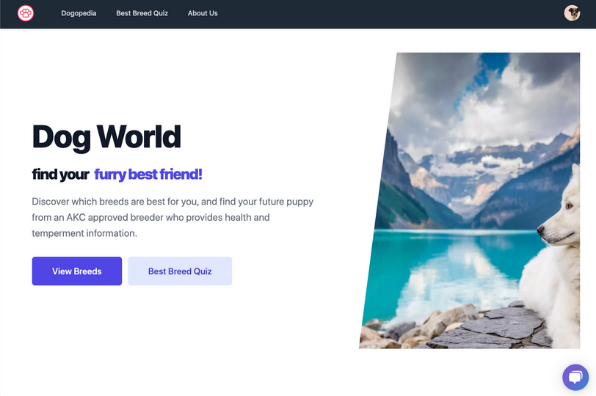 Dogopedia Best Breed Quiz About Us
Dog World
find your furry best friend!
Discover which breeds are best for you, and find your future puppy
from an AKC approved breeder who provides health and
temperment information.
View Breeds Best Breed Quiz